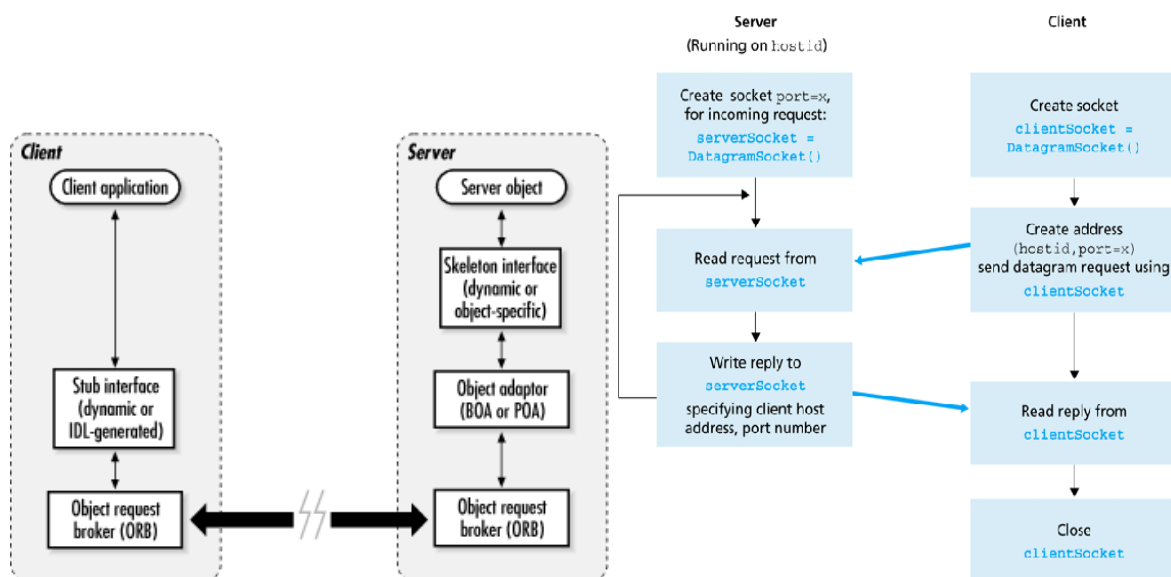 Client
Client application
Stub interface
(dynamic or
IDL-generated)
Object request
broker (ORB)
Server
Server object
Skeleton interface
(dynamic or
object-specific)
Object adaptor
(BOA or POA)
Object request
broker (ORB)
Server
(Running on hostid)
Create socket port=x,
for incoming request:
serverSocket =
DatagramSocket()
Read request from
serverSocket
Write reply to
serverSocket
specifying client host
address, port number
Client
Create socket
clientSocket =
DatagramSocket()
Create address
(hostid,port=x)
send datagram request using
clientSocket
Read reply from
clientSocket
Close
clientSocket